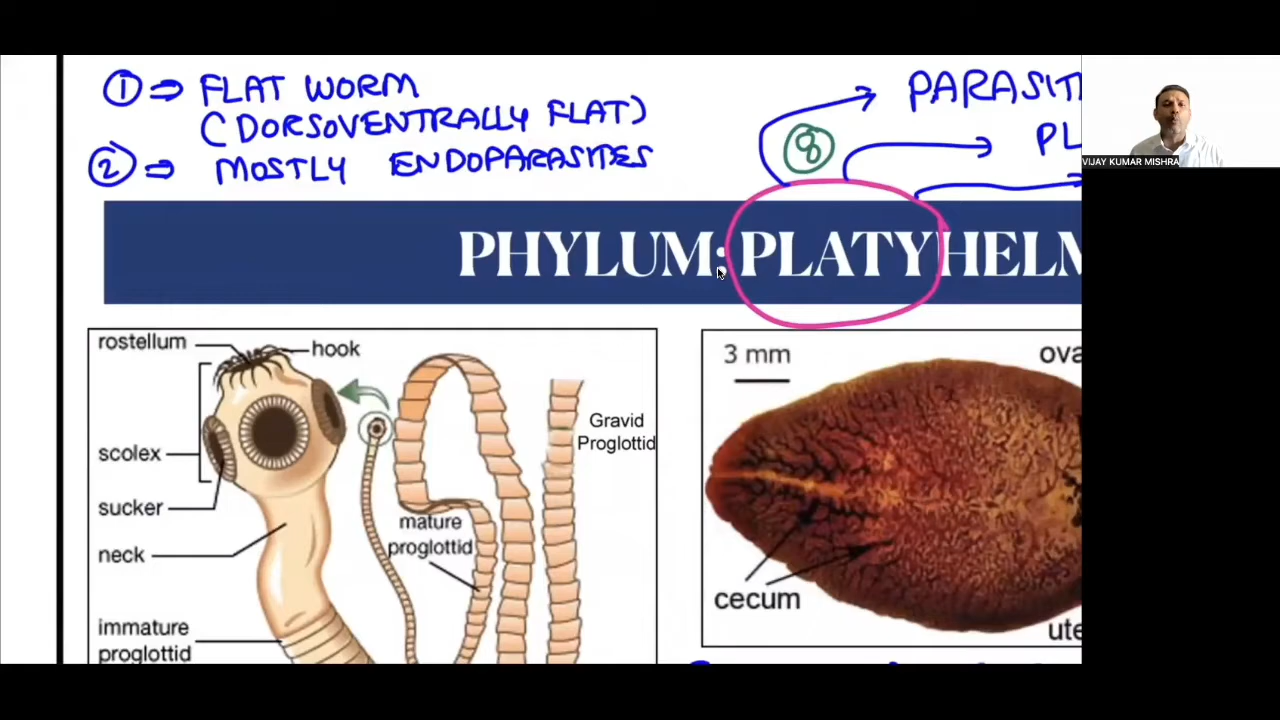 ① ⇒ FLAT WORM
(DORSOVENTRALLY FLAT)
② ⇒ MOSTLY ENDOPARASITES
PARASIT
⑧
PL
VIJAY KUMAR MISHRA
PHYLUM: PLATYHELM
rostellum
hook
scolex
sucker
neck
immature
proglottid
mature
proglottid
Gravid
Proglottid
3 mm
ova
cecum
ute